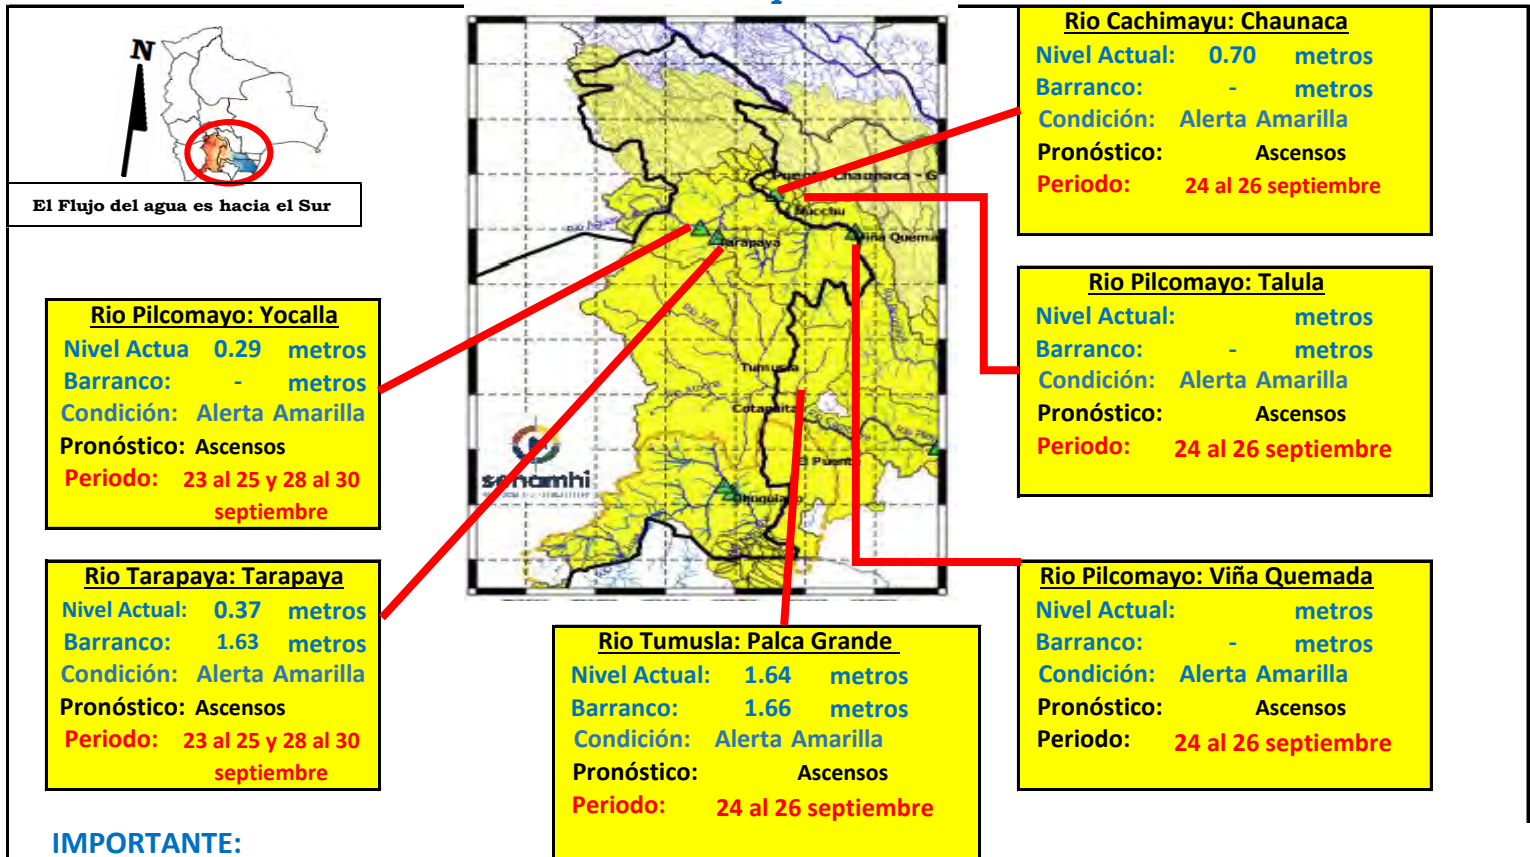 N
El Flujo del agua es hacia el Sur
Rio Pilcomayo: Yocalla
Nivel Actua 0.29 metros
Barranco: - metros
Condición: Alerta Amarilla
Pronóstico: Ascensos
Periodo: 23 al 25 y 28 al 30
septiembre
Rio Tarapaya: Tarapaya
Nivel Actual: 0.37 metros
Barranco: 1.63 metros
Condición: Alerta Amarilla
Pronóstico: Ascensos
Periodo: 23 al 25 y 28 al 30
septiembre
IMPORTANTE:
Puente Chaunaca - G
Tarapaya
Viña Quema
Tumusla
Cotagaita
El Puente
senamhi
Rio Tumusla: Palca Grande
Nivel Actual: 1.64 metros
Barranco: 1.66 metros
Condición: Alerta Amarilla
Pronóstico: Ascensos
Periodo: 24 al 26 septiembre
Rio Cachimayu: Chaunaca
Nivel Actual: 0.70 metros
Barranco: - metros
Condición: Alerta Amarilla
Pronóstico: Ascensos
Periodo: 24 al 26 septiembre
Rio Pilcomayo: Talula
Nivel Actual: metros
Barranco: - metros
Condición: Alerta Amarilla
Pronóstico: Ascensos
Periodo: 24 al 26 septiembre
Rio Pilcomayo: Viña Quemada
Nivel Actual: metros
Barranco: - metros
Condición: Alerta Amarilla
Pronóstico: Ascensos
Periodo: 24 al 26 septiembre